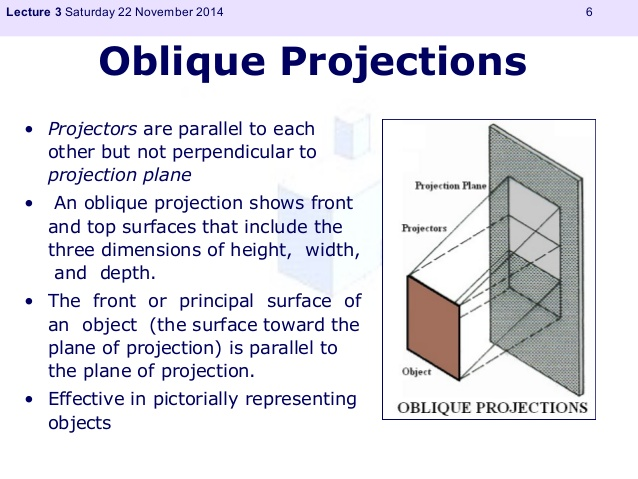 Lecture 3 Saturday 22 November 2014 6
Oblique Projections
• Projectors are parallel to each
other but not perpendicular to
projection plane
• An oblique projection shows front
and top surfaces that include the
three dimensions of height, width,
and depth.
• The front or principal surface of
an object (the surface toward the
plane of projection) is parallel to
the plane of projection.
• Effective in pictorially representing
objects
Projection Plane
Projectors
Object
OBLIQUE PROJECTIONS